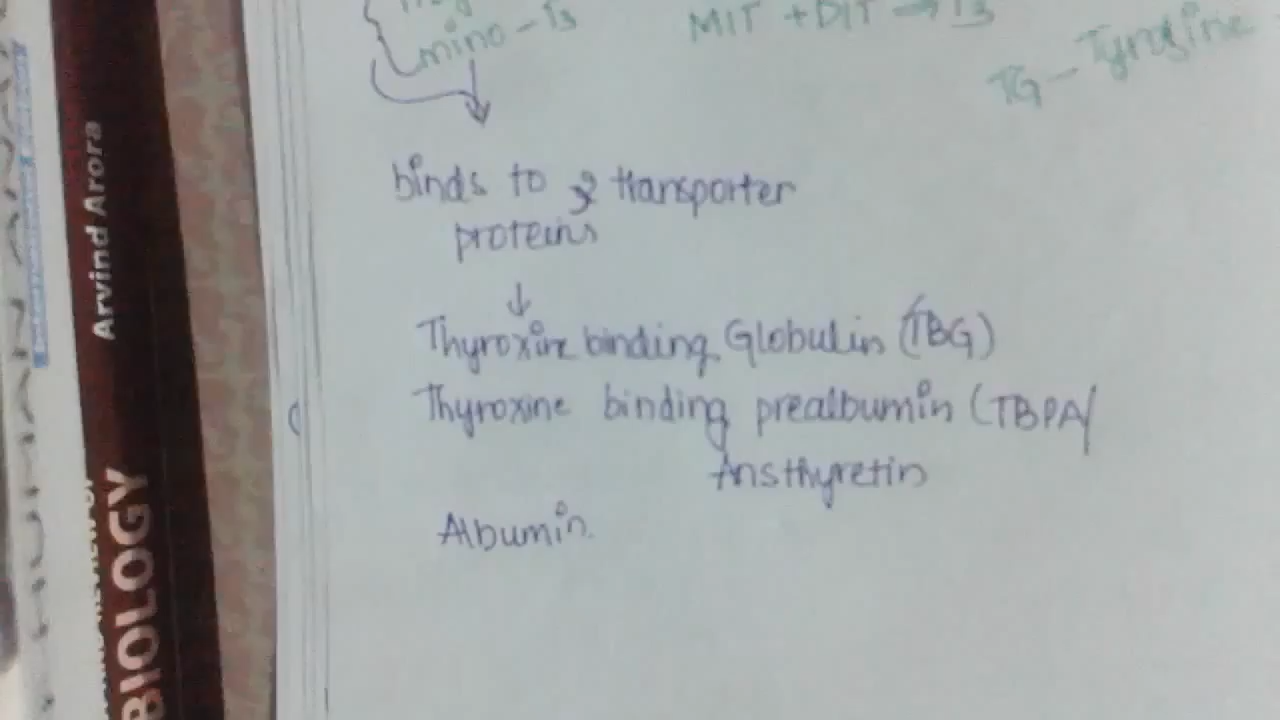 mino - T3
MIT + DIT → T3
TG - Tyrosine
binds to 3 transporter
proteins
↓
Thyroxine binding Globulin (TBG)
Thyroxine binding prealbumin (TBPA/
Ansthyretin
Albumin.
Arvind Arora
BIOLOGY